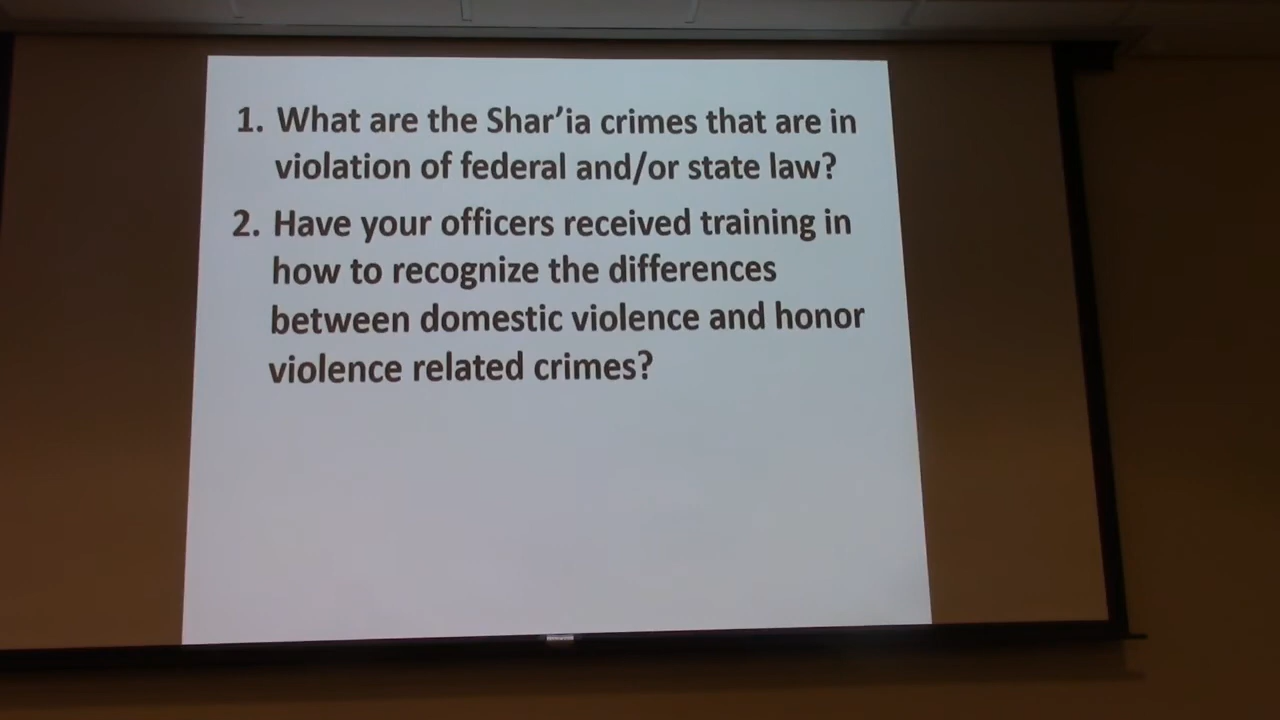 1. What are the Shar’ia crimes that are in
violation of federal and/or state law?
2. Have your officers received training in
how to recognize the differences
between domestic violence and honor
violence related crimes?